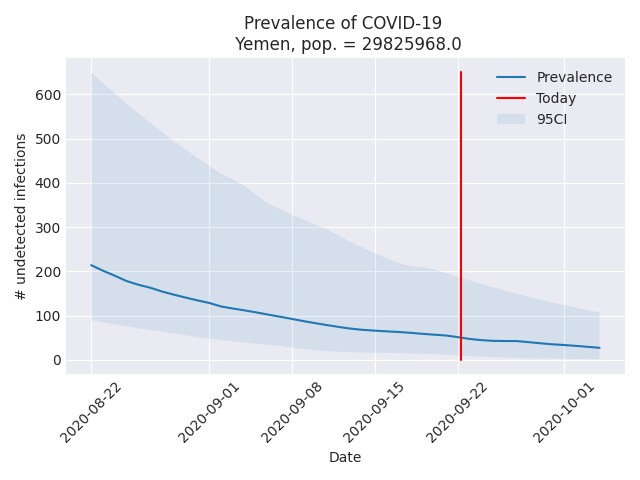 Prevalence of COVID-19
Yemen, pop. = 29825968.0
Prevalence
Today
95CI
# undetected infections
600
500
400
300
200
100
0
2020-08-22
2020-09-01
2020-09-08
2020-09-15
2020-09-22
2020-10-01
Date